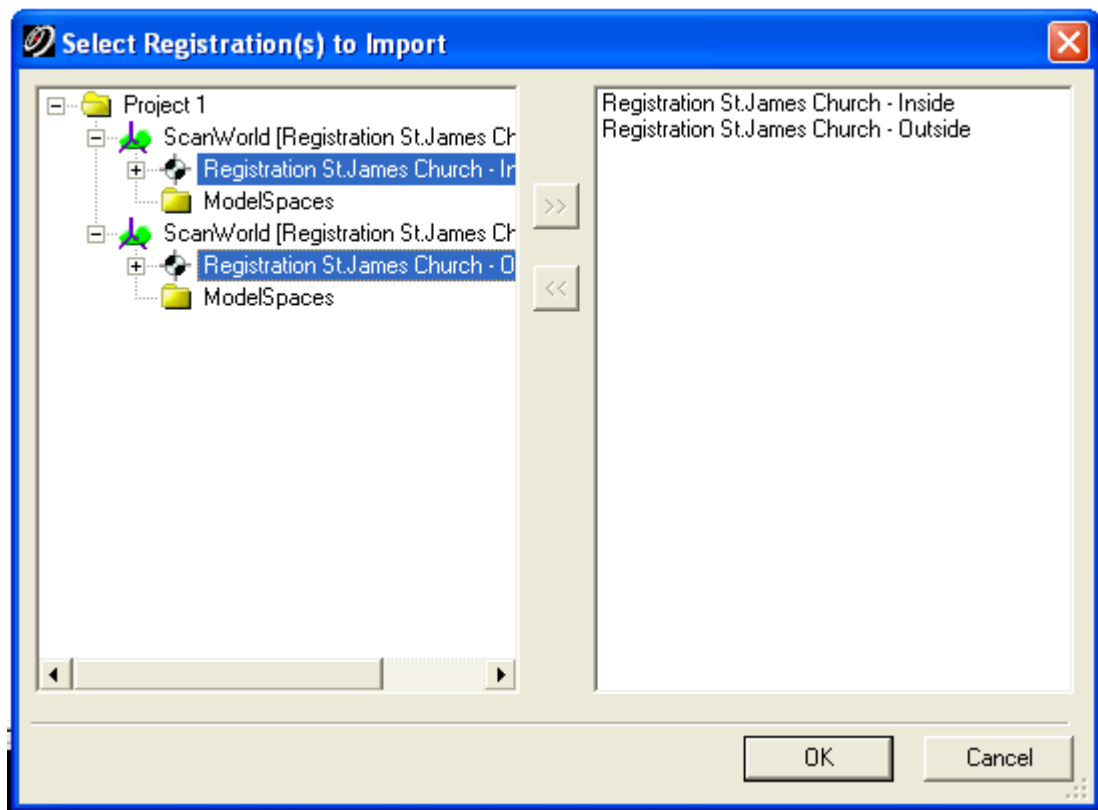 Select Registration(s) to Import
Project 1
ScanWorld [Registration St.James Ch
Registration St.James Church - In
ModelSpaces
ScanWorld [Registration St.James Ch
Registration St.James Church - O
ModelSpaces
>>
<<
Registration St.James Church - Inside
Registration St.James Church - Outside
OK
Cancel